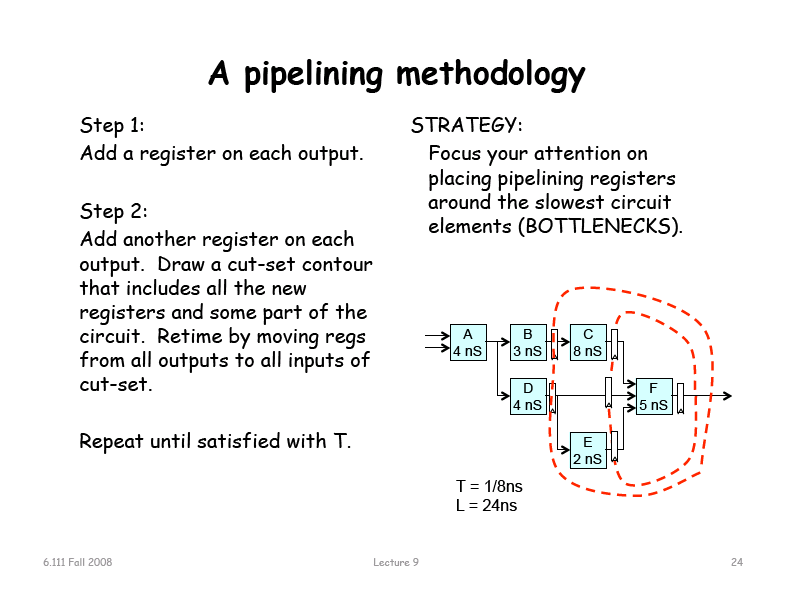 A pipelining methodology
Step 1:
Add a register on each output.
Step 2:
Add another register on each
output. Draw a cut-set contour
that includes all the new
registers and some part of the
circuit. Retime by moving regs
from all outputs to all inputs of
cut-set.
Repeat until satisfied with T.
STRATEGY:
Focus your attention on
placing pipelining registers
around the slowest circuit
elements (BOTTLENECKS).
A
4 nS
B
3 nS
C
8 nS
D
4 nS
F
5 nS
E
2 nS
T = 1/8ns
L = 24ns
6.111 Fall 2008
Lecture 9
24